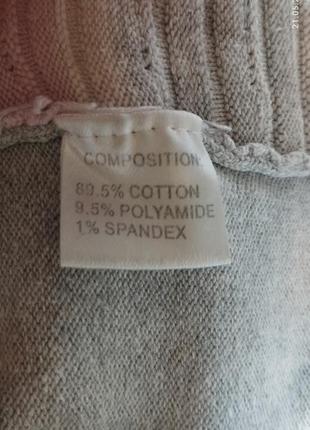 COMPOSITION:
89.5% COTTON
9.5% POLYAMIDE
1% SPANDEX